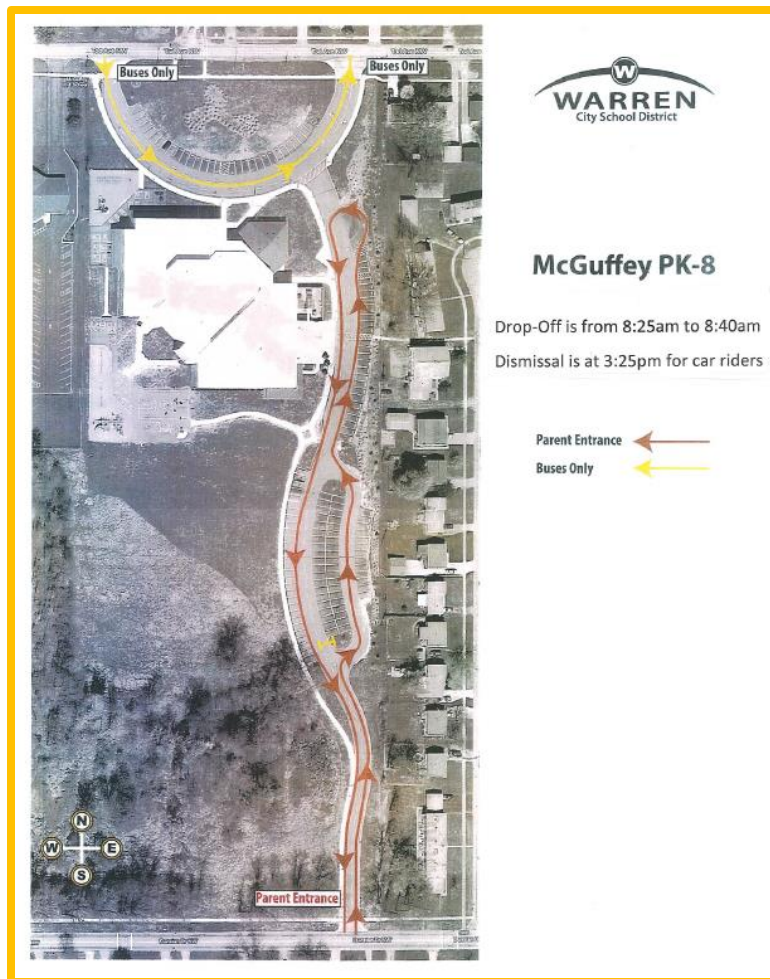 Buses Only
Buses Only
W
WARREN
City School District
McGuffey PK-8
Drop-Off is from 8:25am to 8:40am
Dismissal is at 3:25pm for car riders
Parent Entrance
Buses Only
N
W E
S
Parent Entrance